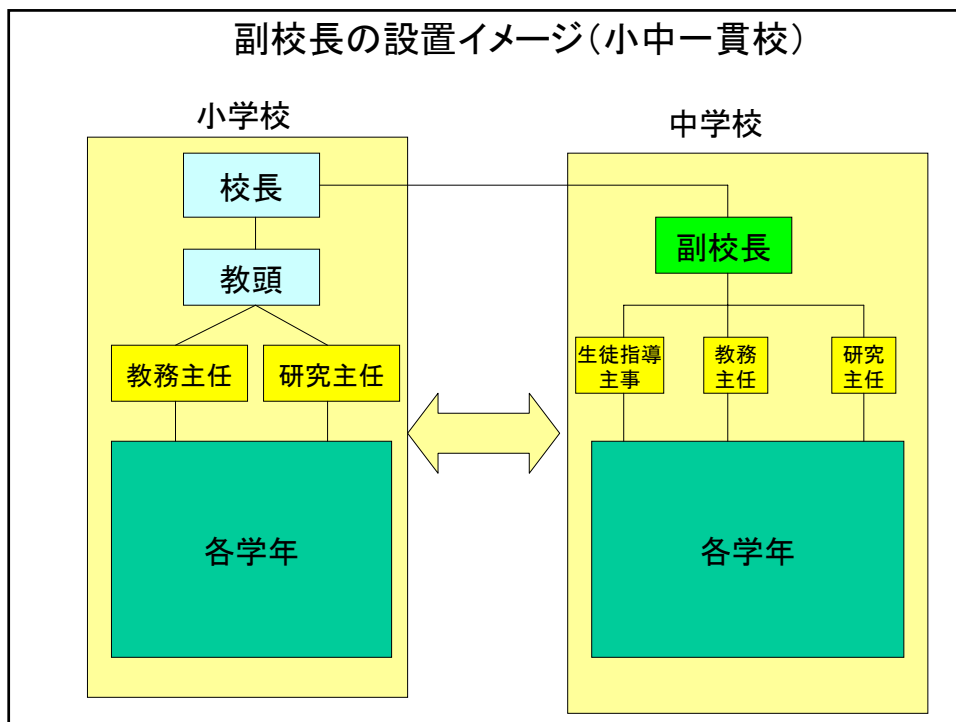 副校長の設置イメージ（小中一貫校）
小学校
校長
教頭
教務主任
研究主任
各学年
中学校
副校長
生徒指導
主事
教務
主任
研究
主任
各学年